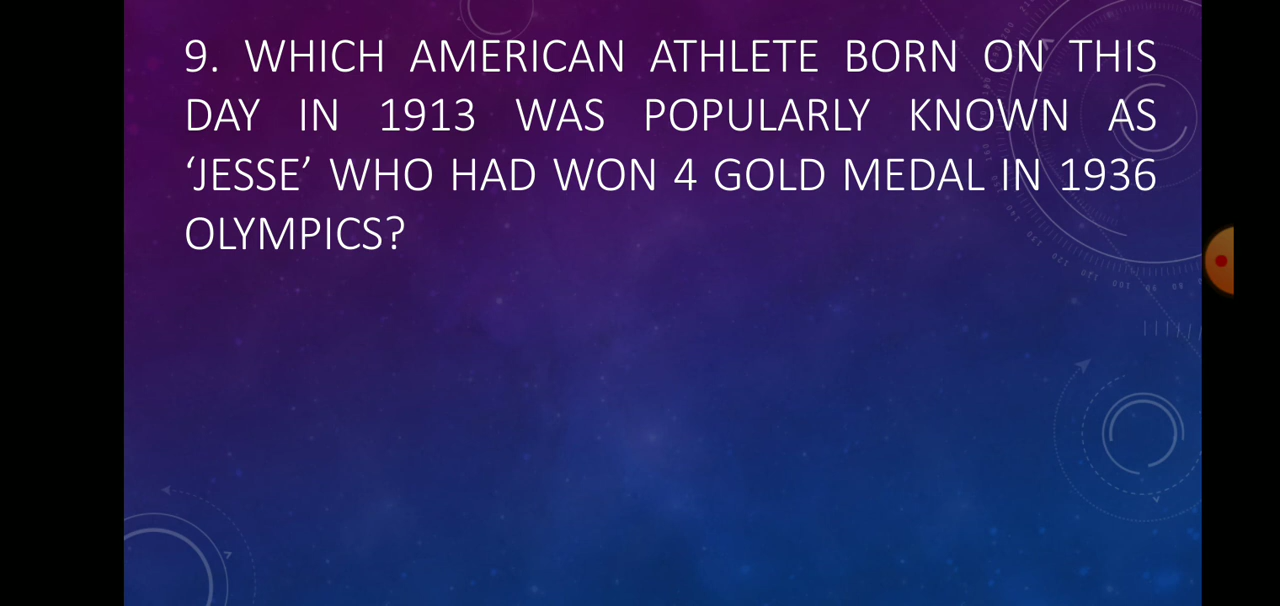 9. WHICH AMERICAN ATHLETE BORN ON THIS
DAY IN 1913 WAS POPULARLY KNOWN AS
‘JESSE’ WHO HAD WON 4 GOLD MEDAL IN 1936
OLYMPICS?